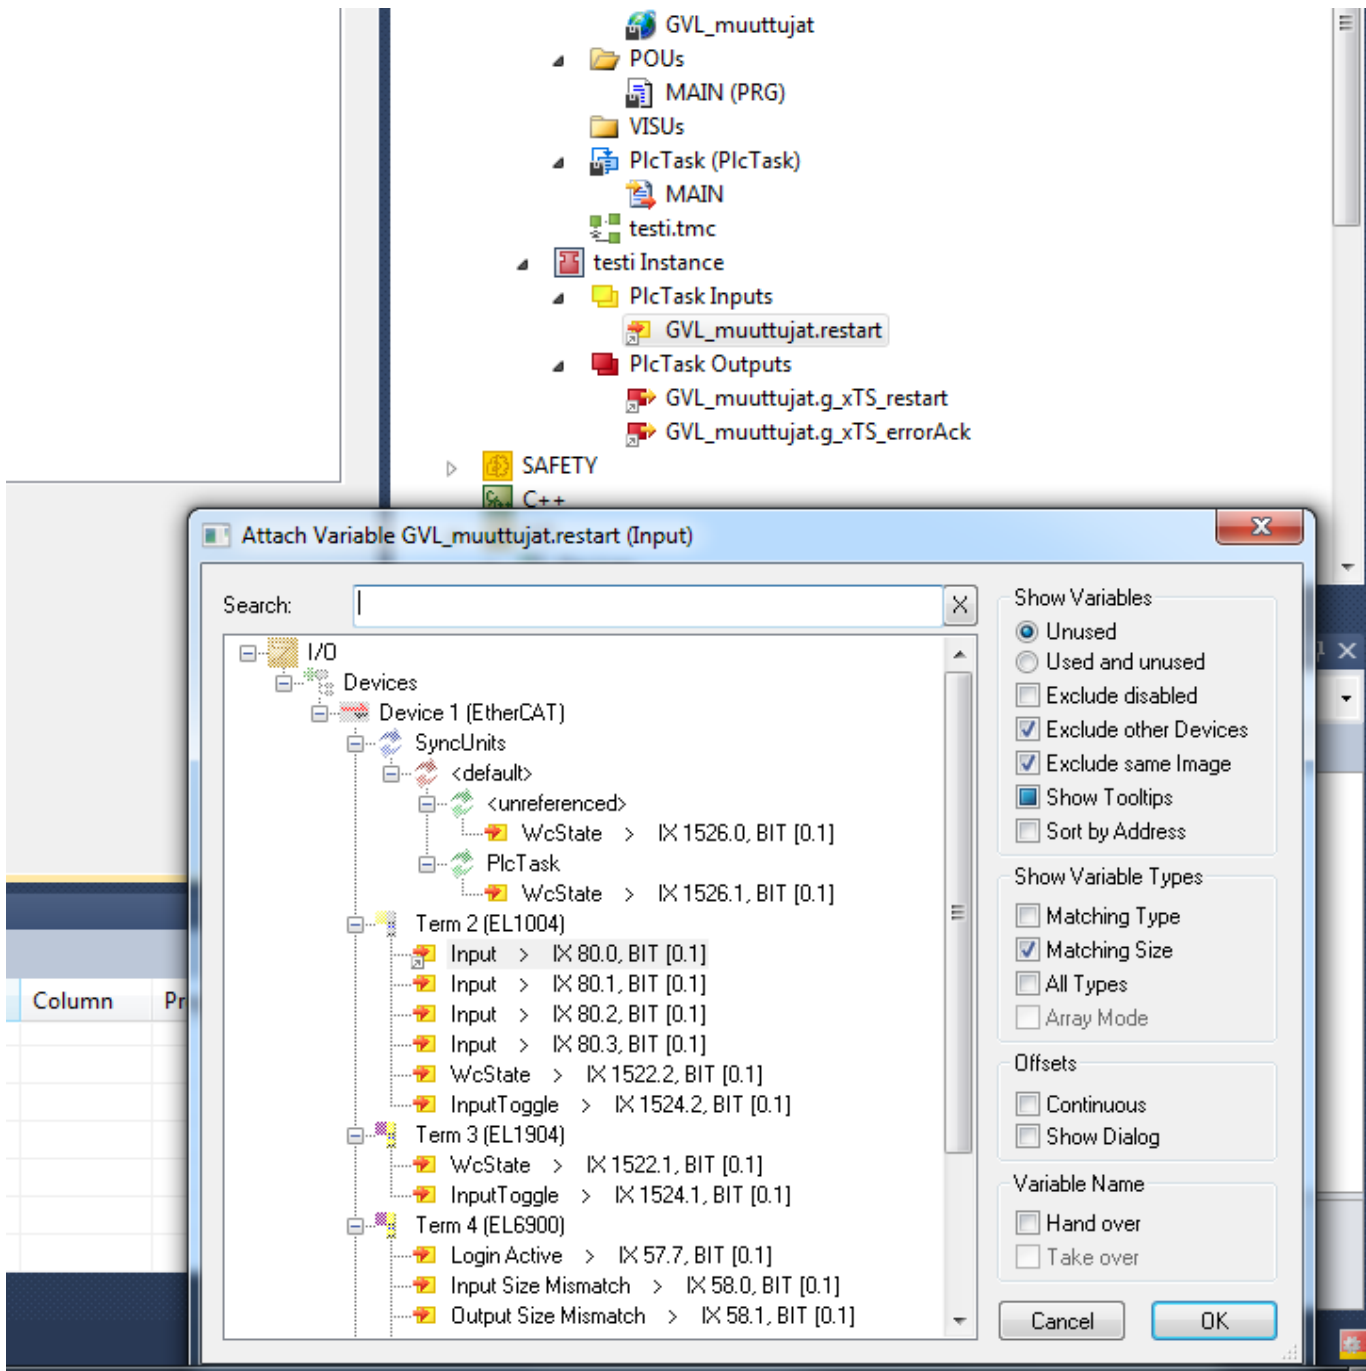 GVL_muuttujat
POUs
MAIN (PRG)
VISUs
PlcTask (PlcTask)
MAIN
testi.tmc
testi Instance
PlcTask Inputs
GVL_muuttujat.restart
PlcTask Outputs
GVL_muuttujat.g_xTS_restart
GVL_muuttujat.g_xTS_errorAck
SAFETY
C++
Attach Variable GVL_muuttujat.restart (Input)
Search:
I/O
Devices
Device 1 (EtherCAT)
SyncUnits
<default>
<unreferenced>
WcState > IX 1526.0, BIT [0.1]
PlcTask
WcState > IX 1526.1, BIT [0.1]
Term 2 (EL1004)
Input > IX 80.0, BIT [0.1]
Input > IX 80.1, BIT [0.1]
Input > IX 80.2, BIT [0.1]
Input > IX 80.3, BIT [0.1]
WcState > IX 1522.2, BIT [0.1]
InputToggle > IX 1524.2, BIT [0.1]
Term 3 (EL1904)
WcState > IX 1522.1, BIT [0.1]
InputToggle > IX 1524.1, BIT [0.1]
Term 4 (EL6900)
Login Active > IX 57.7, BIT [0.1]
Input Size Mismatch > IX 58.0, BIT [0.1]
Output Size Mismatch > IX 58.1, BIT [0.1]
Show Variables
Unused
Used and unused
Exclude disabled
Exclude other Devices
Exclude same Image
Show Tooltips
Sort by Address
Show Variable Types
Matching Type
Matching Size
All Types
Array Mode
Offsets
Continuous
Show Dialog
Variable Name
Hand over
Take over
Cancel
OK
Column
Pr